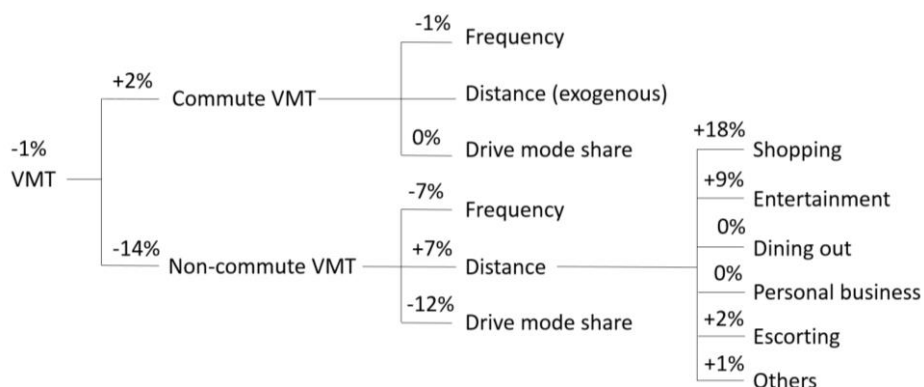 -1%
VMT
+2%
Commute VMT
-1%
Frequency
Distance (exogenous)
0%
Drive mode share
-14%
Non-commute VMT
-7%
Frequency
+7%
Distance
-12%
Drive mode share
+18%
Shopping
+9%
Entertainment
0%
Dining out
0%
Personal business
+2%
Escorting
+1%
Others